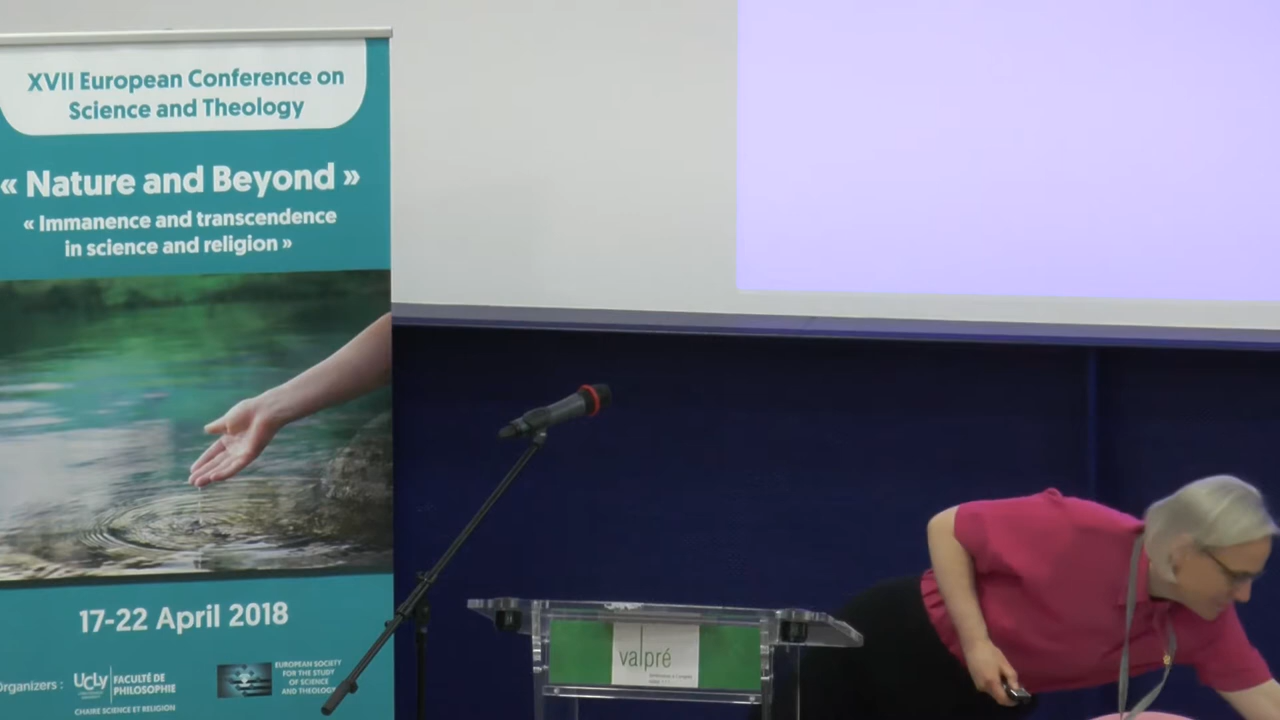 XVII European Conference on
Science and Theology
« Nature and Beyond »
« Immanence and transcendence
in science and religion »
17-22 April 2018
Organizers :
UCLy
FACULTÉ DE
PHILOSOPHIE
CHAIRE SCIENCE ET RELIGION
EUROPEAN SOCIETY
FOR THE STUDY
OF SCIENCE
AND THEOLOGY
valpré